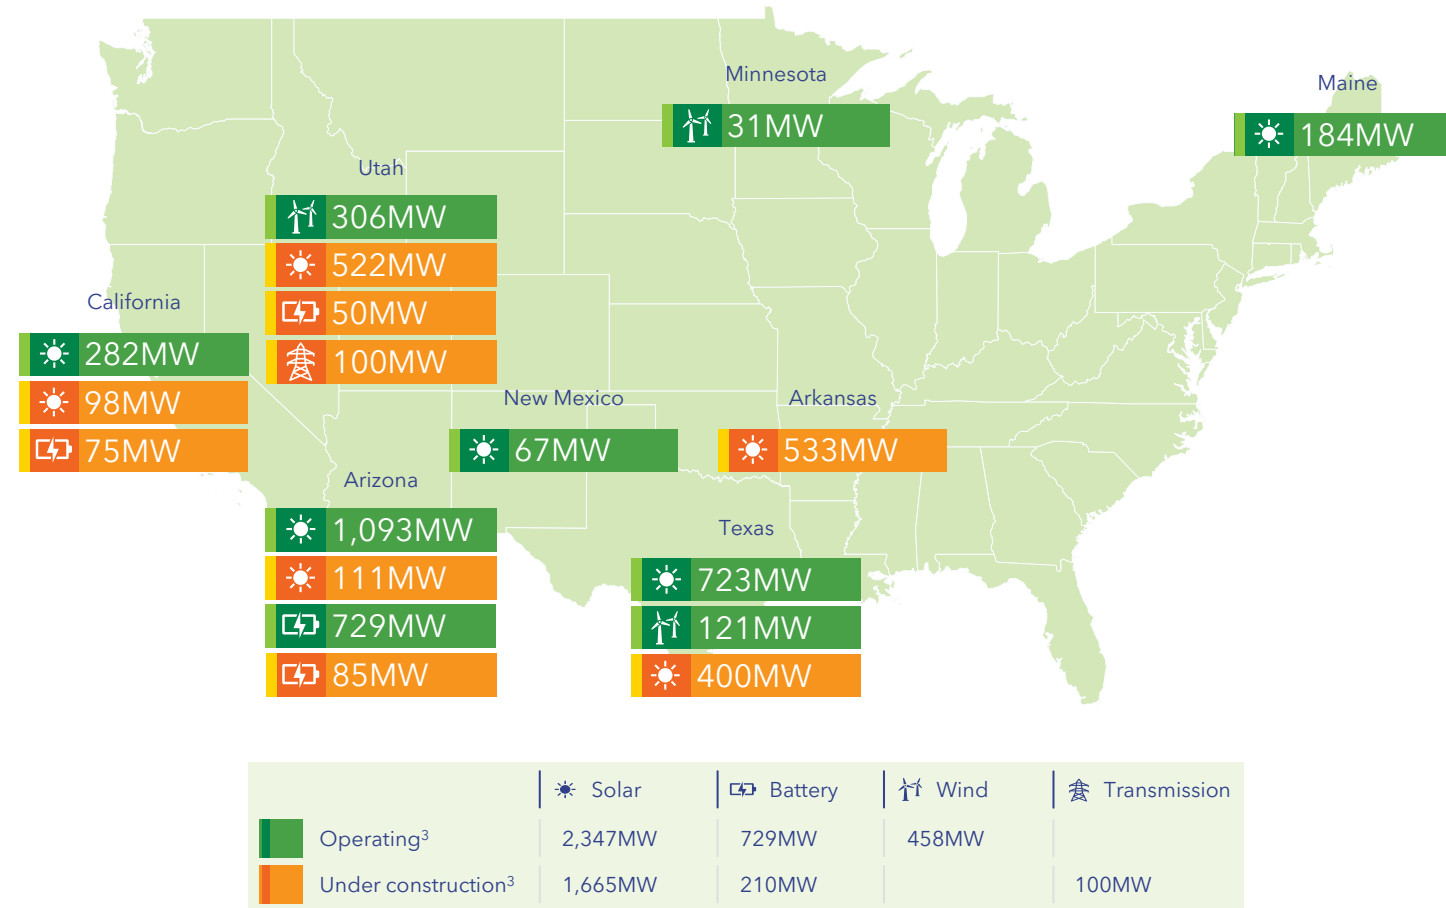 Minnesota
31MW
Maine
184MW
Utah
306MW
522MW
50MW
100MW
California
282MW
98MW
75MW
New Mexico
67MW
Arkansas
533MW
Arizona
1,093MW
111MW
729MW
85MW
Texas
723MW
121MW
400MW
Solar Battery Wind Transmission
Operating³ 2,347MW 729MW 458MW
Under construction³ 1,665MW 210MW 100MW